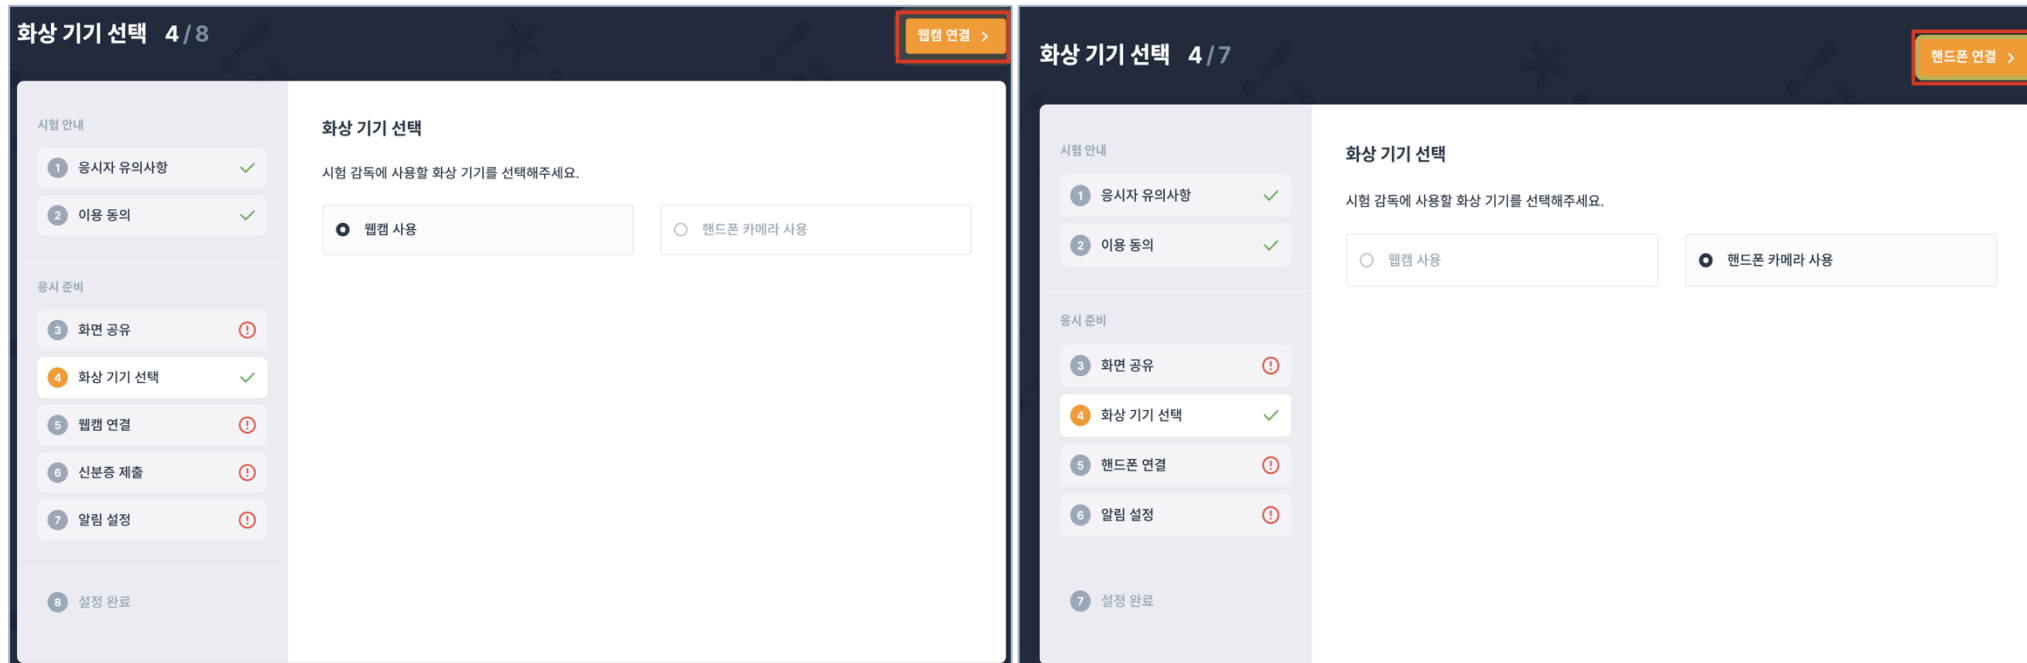 화상 기기 선택 4/8
웹캠 연결 >
시험 안내
1 응시자 유의사항
2 이용 동의
응시 준비
3 화면 공유
4 화상 기기 선택
5 웹캠 연결
6 신분증 제출
7 알림 설정
8 설정 완료
화상 기기 선택
시험 감독에 사용할 화상 기기를 선택해주세요.
웹캠 사용
핸드폰 카메라 사용
화상 기기 선택 4/7
핸드폰 연결 >
시험 안내
1 응시자 유의사항
2 이용 동의
응시 준비
3 화면 공유
4 화상 기기 선택
5 핸드폰 연결
6 알림 설정
7 설정 완료
화상 기기 선택
시험 감독에 사용할 화상 기기를 선택해주세요.
웹캠 사용
핸드폰 카메라 사용